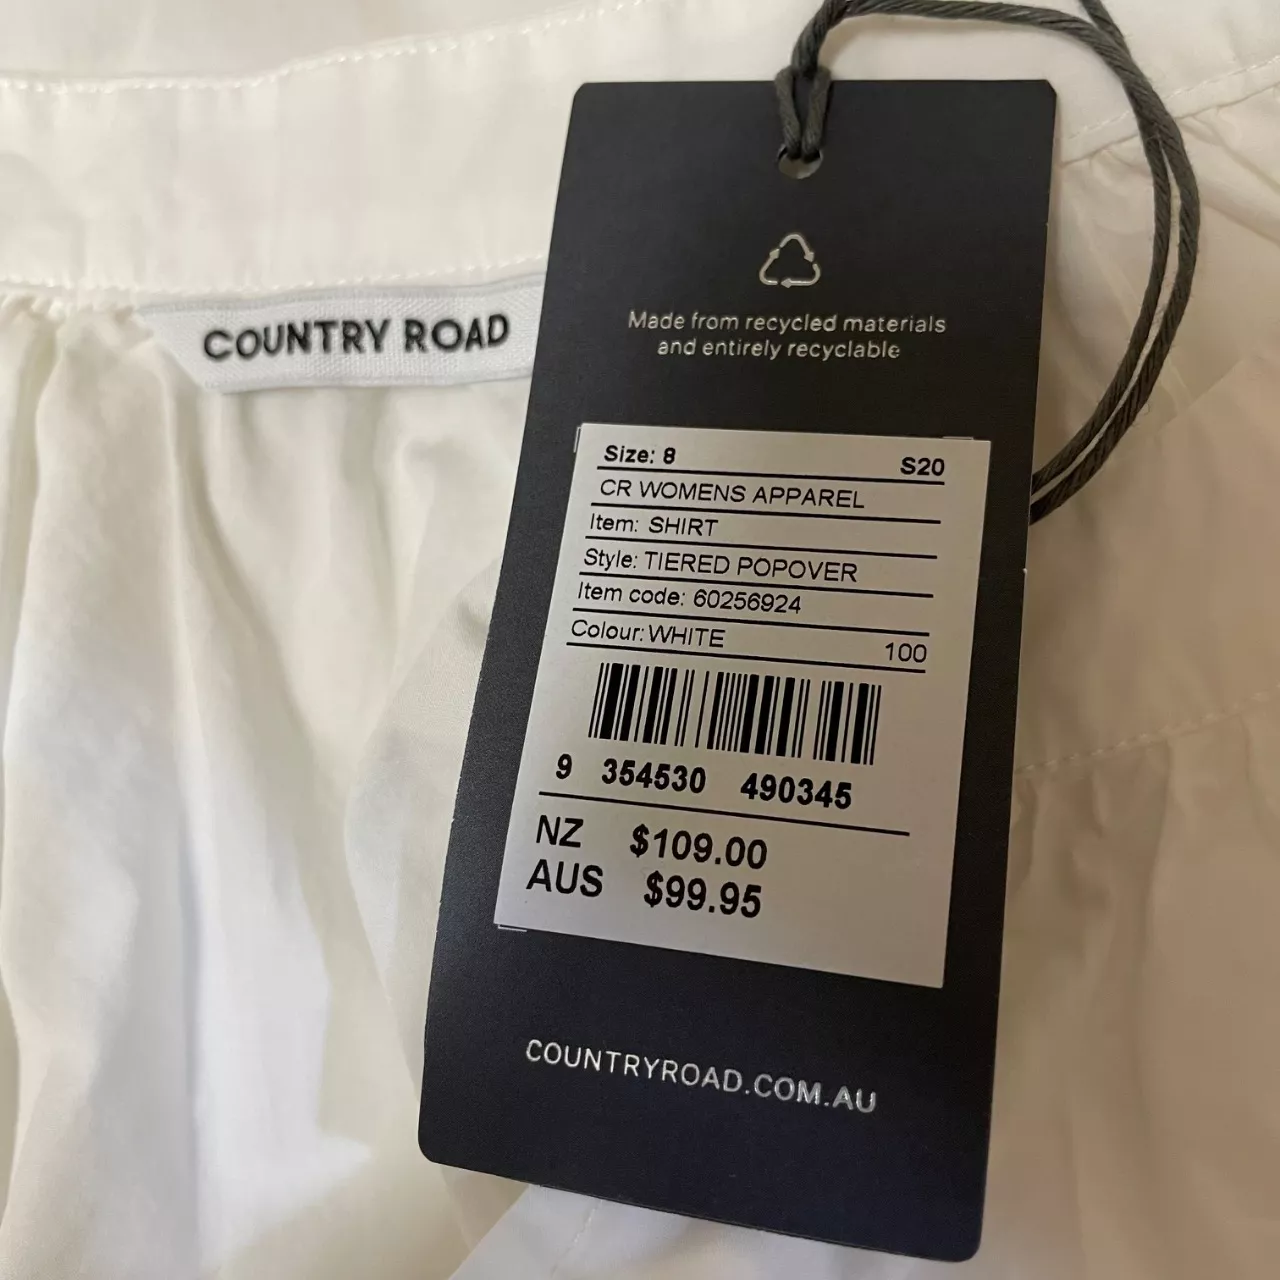 COUNTRY ROAD
Made from recycled materials
and entirely recyclable
Size: 8 S20
CR WOMENS APPAREL
Item: SHIRT
Style: TIERED POPOVER
Item code: 60256924
Colour: WHITE 100
9 354530 490345
NZ $109.00
AUS $99.95
COUNTRYROAD.COM.AU